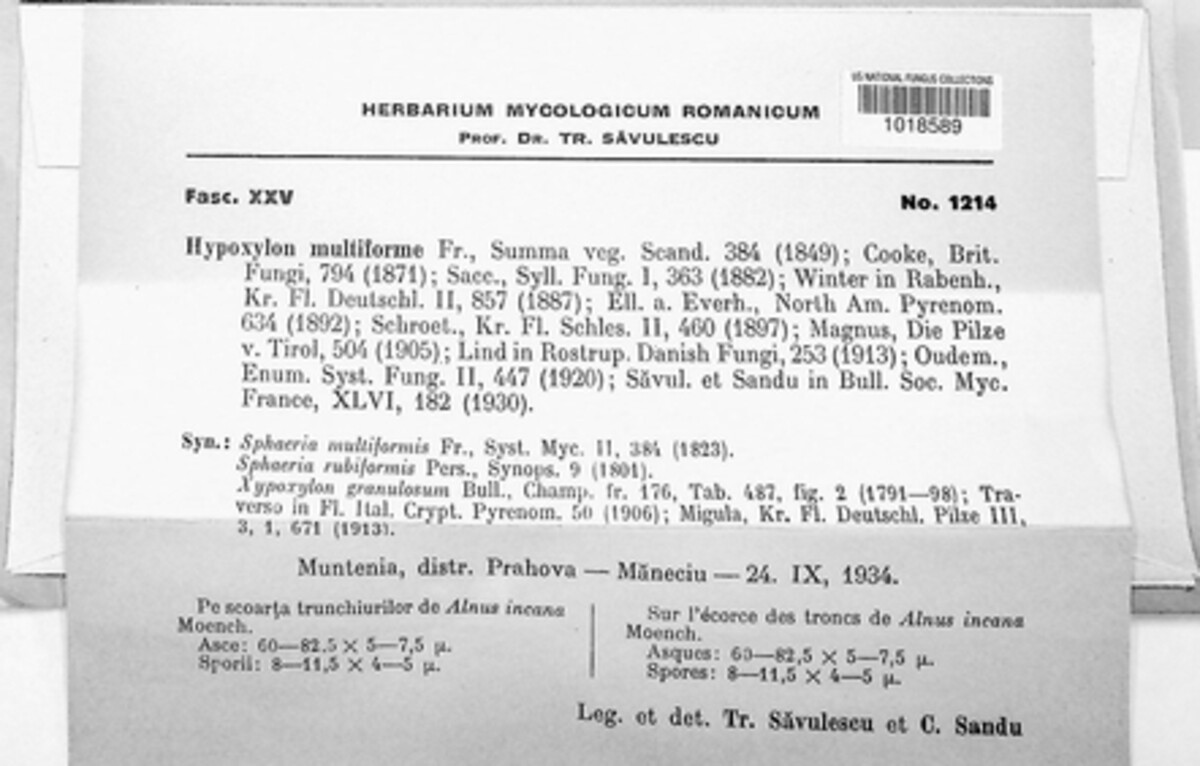 US NATIONAL FUNGUS COLLECTIONS
1018589
HERBARIUM MYCOLOGICUM ROMANICUM
PROF. DR. TR. SĂVULESCU
Fasc. XXV
No. 1214
Hypoxylon multiforme Fr., Summa veg. Scand. 384 (1849); Cooke, Brit.
Fungi, 794 (1871); Sacc., Syll. Fung. I, 363 (1882); Winter in Rabenh.,
Kr. Fl. Deutschl. II, 857 (1887); Ell. a. Everh., North Am. Pyrenom.
634 (1892); Schroet., Kr. Fl. Schles. II, 460 (1897); Magnus, Die Pilze
v. Tirol, 504 (1905); Lind in Rostrup. Danish Fungi, 253 (1913); Oudem.,
Enum. Syst. Fung. II, 447 (1920); Săvul. et Sandu in Bull. Soc. Myc.
France, XLVI, 182 (1930).
Syn.: Sphaeria multiformis Fr., Syst. Myc. II, 384 (1823).
Sphaeria rubiformis Pers., Synops. 9 (1801).
Xypoxylon granulosum Bull., Champ. fr. 176, Tab. 487, fig. 2 (1791—98); Tra-
verso in Fl. Ital. Crypt. Pyrenom. 50 (1906); Migula, Kr. Fl. Deutschl. Pilze III,
3, 1, 671 (1913).
Muntenia, distr. Prahova — Măneciu — 24. IX, 1934.
Pe scoarța trunchiurilor de Alnus incana
Moench.
Asce: 60—82.5 × 5—7,5 μ.
Sporii: 8—11,5 × 4—5 μ.
Sur l'écorce des troncs de Alnus incana
Moench.
Asques: 60—82,5 × 5—7,5 μ.
Spores: 8—11,5 × 4—5 μ.
Leg. et det. Tr. Săvulescu et C. Sandu